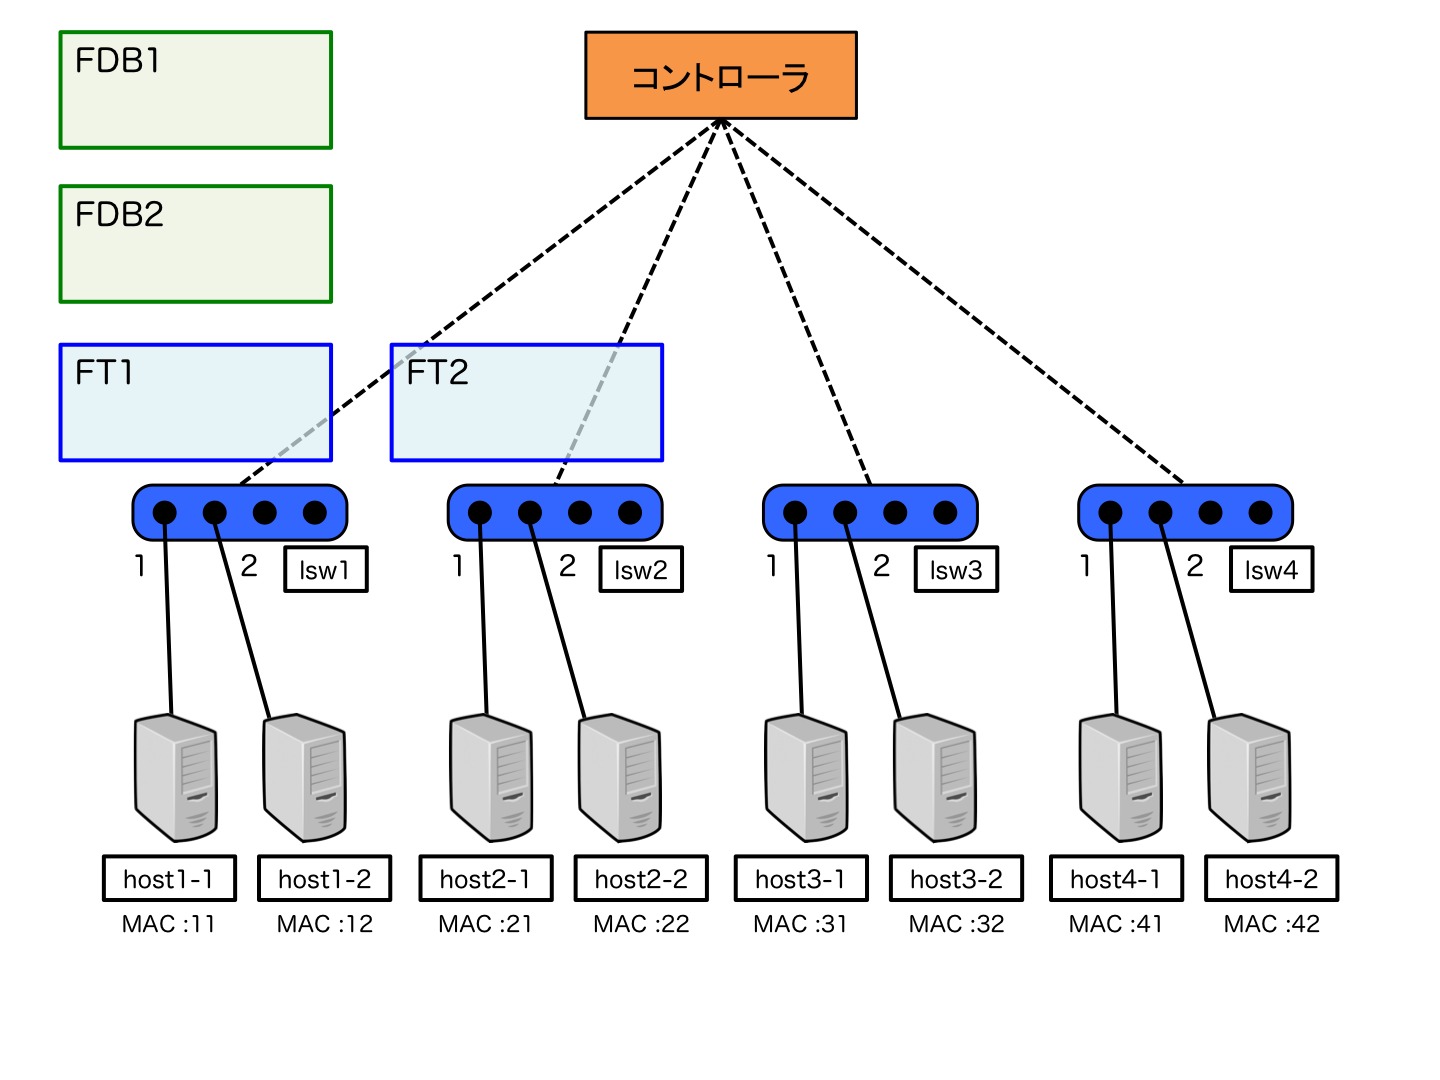 FDB1
コントローラ
FDB2
FT1
FT2
1 2 lsw1
1 2 lsw2
1 2 lsw3
1 2 lsw4
host1-1
host1-2
host2-1
host2-2
host3-1
host3-2
host4-1
host4-2
MAC :11
MAC :12
MAC :21
MAC :22
MAC :31
MAC :32
MAC :41
MAC :42